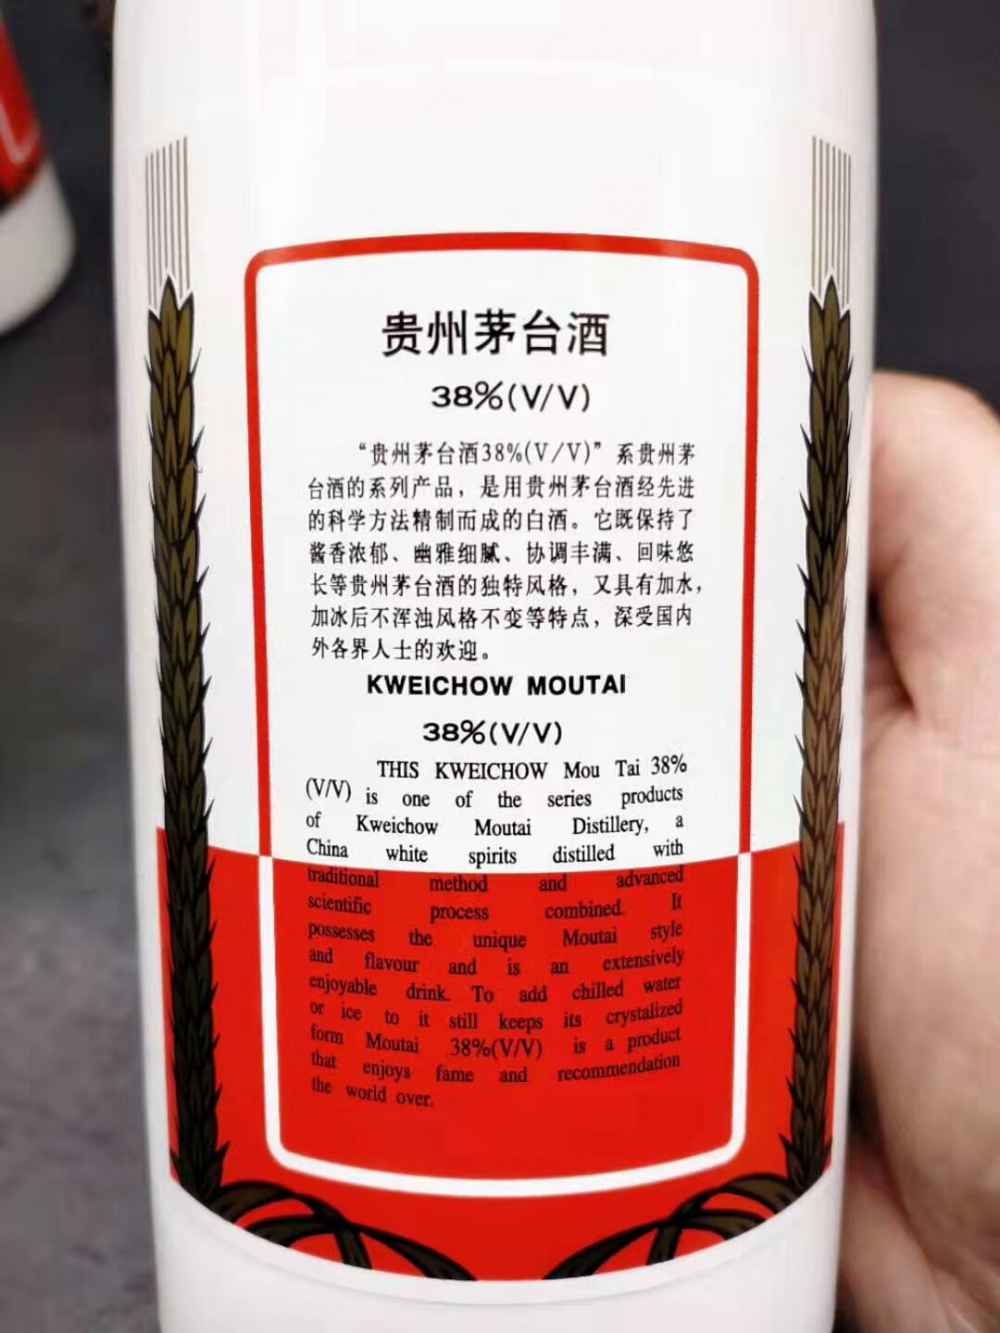 贵州茅台酒
38%(V/V)
“贵州茅台酒38%(V/V)”系贵州茅
台酒的系列产品，是用贵州茅台酒经先进
的科学方法精制而成的白酒。它既保持了
酱香浓郁、幽雅细腻、协调丰满、回味悠
长等贵州茅台酒的独特风格，又具有加水，
加冰后不浑浊风格不变等特点，深受国内
外各界人士的欢迎。
KWEICHOW MOUTAI
38%(V/V)
THIS KWEICHOW Mou Tai 38%
(V/V) is one of the series products
of Kweichow Moutai Distillery, a
China white spirits distilled with
traditional method and advanced
scientific process combined. It
possesses the unique Moutai style
and flavour and is an extensively
enjoyable drink. To add chilled water
or ice to it still keeps its crystalized
form Moutai 38%(V/V) is a product
that enjoys fame and recommendation
the world over.